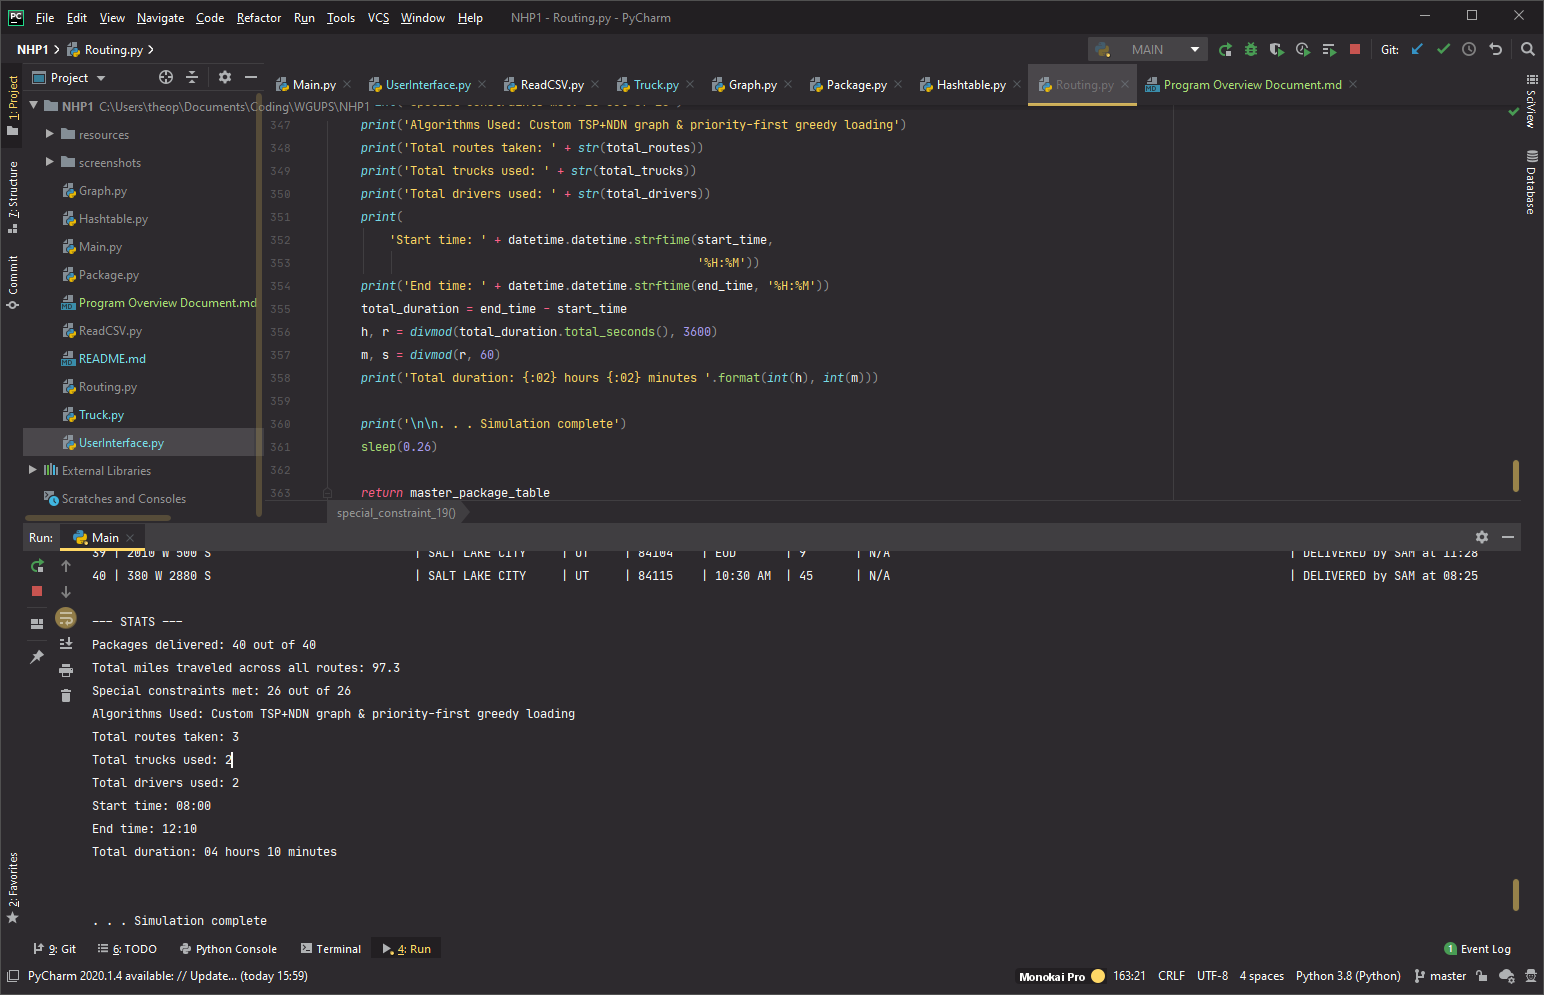 PC File Edit View Navigate Code Refactor Run Tools VCS Window Help NHP1 - Routing.py - PyCharm
NHP1 Routing.py MAIN Git:
1: Project
7: Structure
Commit
2: Favorites
Project
NHP1 C:\Users\theop\Documents\Coding\WGUPS\NHP1
resources
screenshots
Graph.py
Hashtable.py
Main.py
Package.py
Program Overview Document.md
ReadCSV.py
README.md
Routing.py
Truck.py
UserInterface.py
External Libraries
Scratches and Consoles
Main.py UserInterface.py ReadCSV.py Truck.py Graph.py Package.py Hashtable.py Routing.py Program Overview Document.md
347 print('Algorithms Used: Custom TSP+NDN graph & priority-first greedy loading')
348 print('Total routes taken: ' + str(total_routes))
349 print('Total trucks used: ' + str(total_trucks))
350 print('Total drivers used: ' + str(total_drivers))
351 print(
352 'Start time: ' + datetime.datetime.strftime(start_time,
353 '%H:%M'))
354 print('End time: ' + datetime.datetime.strftime(end_time, '%H:%M'))
355 total_duration = end_time - start_time
356 h, r = divmod(total_duration.total_seconds(), 3600)
357 m, s = divmod(r, 60)
358 print('Total duration: {:02} hours {:02} minutes '.format(int(h), int(m)))
359
360 print('\n\n. . . Simulation complete')
361 sleep(0.26)
362
363 return master_package_table
special_constraint_19()
SciView
Database
Run: Main
39 | 2010 W 500 S | SALT LAKE CITY | UT | 84104 | EOD | 9 | N/A | DELIVERED by SAM at 11:28
40 | 380 W 2880 S | SALT LAKE CITY | UT | 84115 | 10:30 AM | 45 | N/A | DELIVERED by SAM at 08:25
--- STATS ---
Packages delivered: 40 out of 40
Total miles traveled across all routes: 97.3
Special constraints met: 26 out of 26
Algorithms Used: Custom TSP+NDN graph & priority-first greedy loading
Total routes taken: 3
Total trucks used: 2
Total drivers used: 2
Start time: 08:00
End time: 12:10
Total duration: 04 hours 10 minutes
. . . Simulation complete
9: Git 6: TODO Python Console Terminal 4: Run 1 Event Log
PyCharm 2020.1.4 available: // Update... (today 15:59) Monokai Pro 163:21 CRLF UTF-8 4 spaces Python 3.8 (Python) master